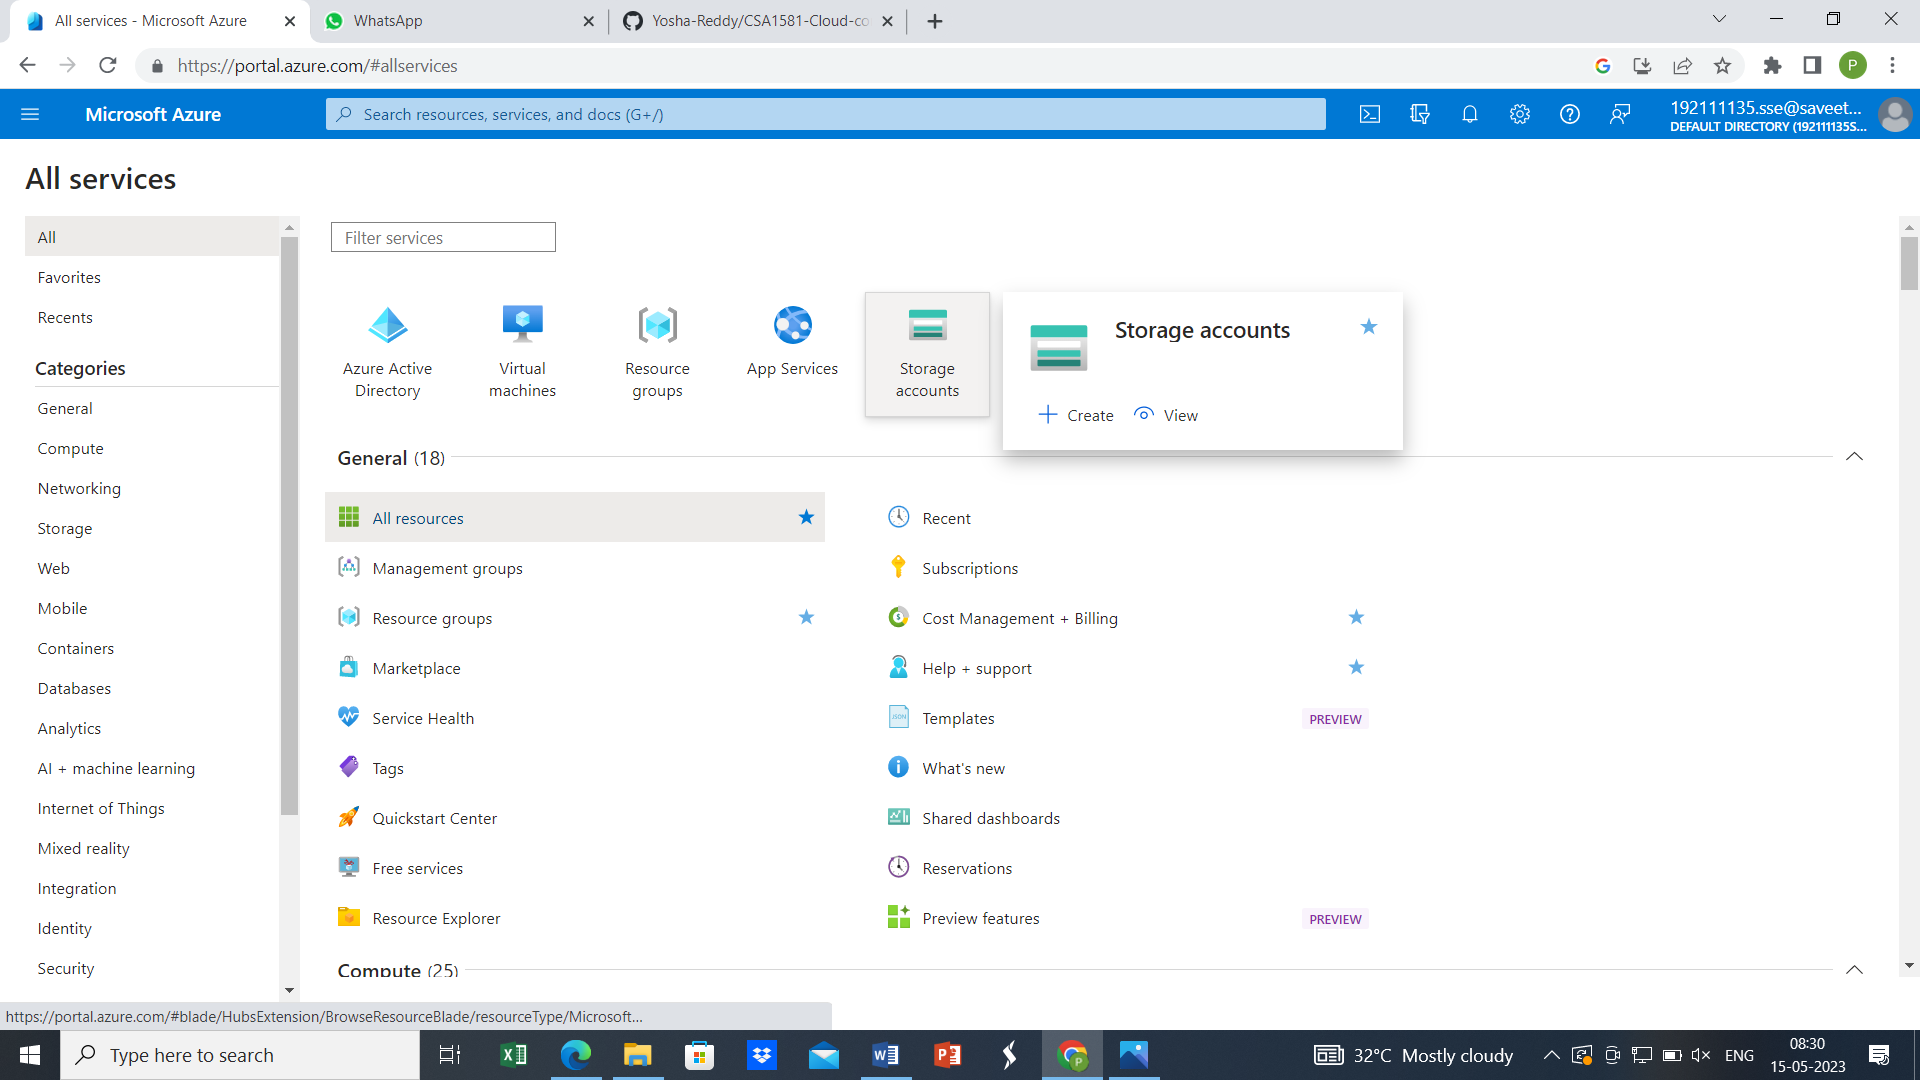 All services - Microsoft Azure
WhatsApp
Yosha-Reddy/CSA1581-Cloud-co
https://portal.azure.com/#allservices
P
Microsoft Azure
Search resources, services, and docs (G+/)
192111135.sse@saveet...
DEFAULT DIRECTORY (192111135S...
All services
All
Favorites
Recents
Categories
General
Compute
Networking
Storage
Web
Mobile
Containers
Databases
Analytics
AI + machine learning
Internet of Things
Mixed reality
Integration
Identity
Security
Filter services
Azure Active
Directory
Virtual
machines
Resource
groups
App Services
Storage
accounts
Storage accounts
Create
View
General (18)
All resources
Recent
Management groups
Subscriptions
Resource groups
Cost Management + Billing
Marketplace
Help + support
Service Health
Templates
PREVIEW
Tags
What's new
Quickstart Center
Shared dashboards
Free services
Reservations
Resource Explorer
Preview features
PREVIEW
Compute (25)
https://portal.azure.com/#blade/HubsExtension/BrowseResourceBlade/resourceType/Microsoft...
Type here to search
32°C Mostly cloudy
ENG
08:30
15-05-2023